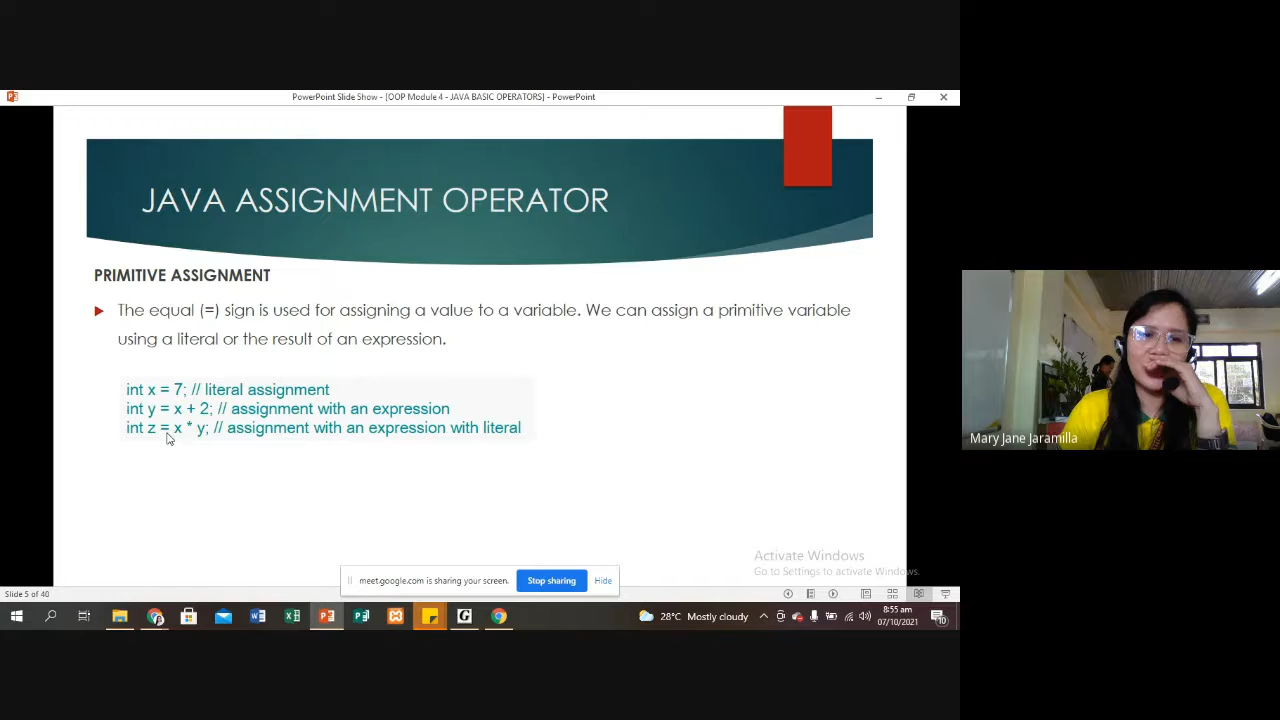 PowerPoint Slide Show - [OOP Module 4 - JAVA BASIC OPERATORS] - PowerPoint
JAVA ASSIGNMENT OPERATOR
PRIMITIVE ASSIGNMENT
The equal (=) sign is used for assigning a value to a variable. We can assign a primitive variable
using a literal or the result of an expression.
int x = 7; // literal assignment
int y = x + 2; // assignment with an expression
int z = x * y; // assignment with an expression with literal
Mary Jane Jaramilla
Activate Windows
Go to Settings to activate Windows.
meet.google.com is sharing your screen.
Stop sharing
Hide
Slide 5 of 40
28°C Mostly cloudy
8:55 am
07/10/2021
10